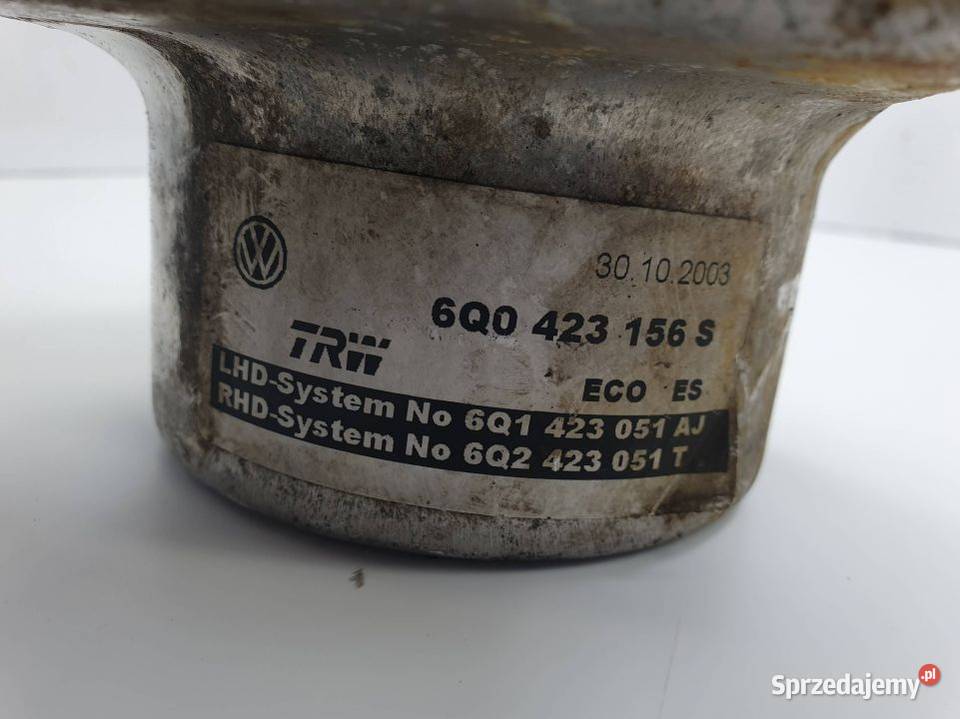 30.10.2003
6Q0 423 156 S
TRW
ECO ES
LHD-System No 6Q1 423 051 AJ
RHD-System No 6Q2 423 051 T
Sprzedajemy.pl